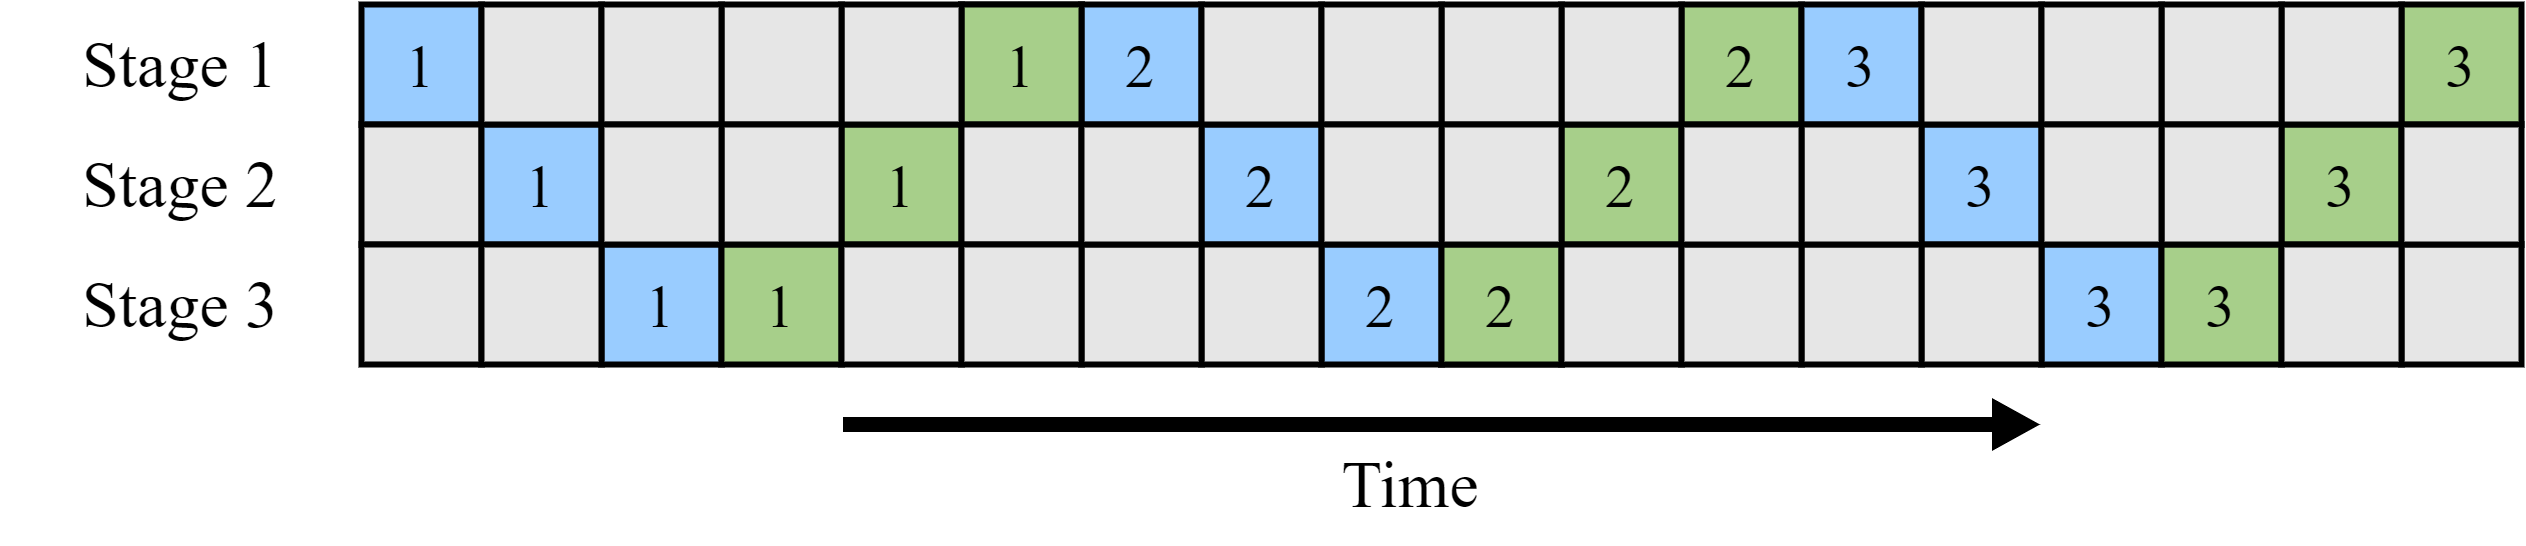 Stage 1 1 1 2 2 3 3
Stage 2 1 1 2 2 3 3
Stage 3 1 1 2 2 3 3
Time